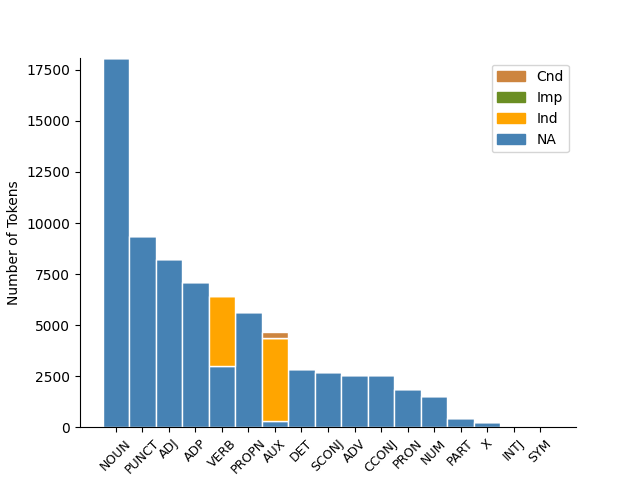 17500
15000
12500
10000
7500
5000
2500
0
Number of Tokens
Cnd
Imp
Ind
NA
NOUN
PUNCT
ADJ
ADP
VERB
PROPN
AUX
DET
SCONJ
ADV
CCONJ
PRON
NUM
PART
X
INTJ
SYM